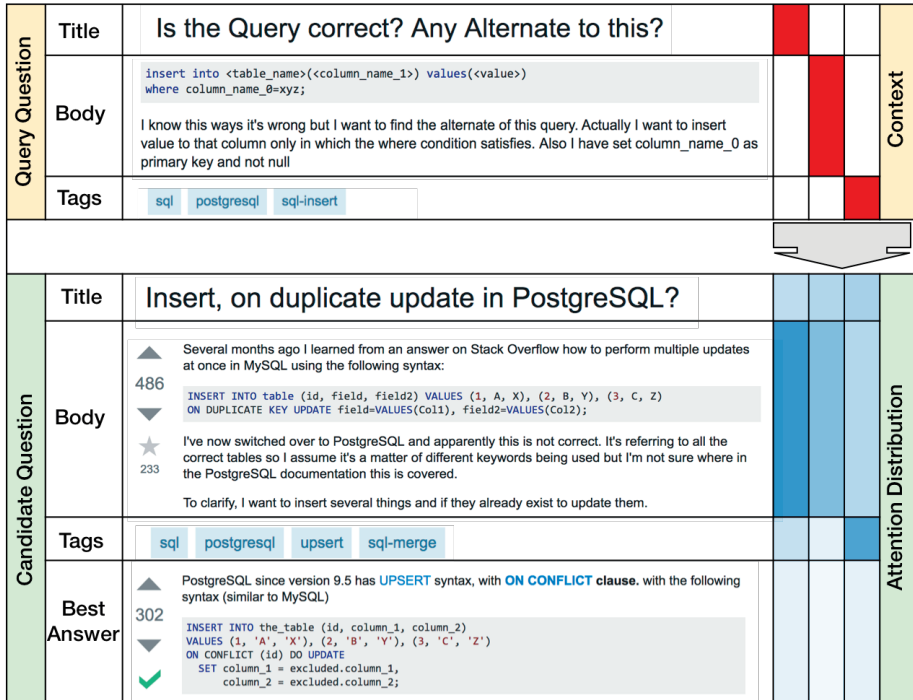 Query Question
Title
Is the Query correct? Any Alternate to this?
Body
insert into <table_name>(<column_name_1>) values(<value>)
where column_name_0=xyz;
I know this ways it's wrong but I want to find the alternate of this query. Actually I want to insert
value to that column only in which the where condition satisfies. Also I have set column_name_0 as
primary key and not null
Tags
sql postgresql sql-insert
Context
Candidate Question
Title
Insert, on duplicate update in PostgreSQL?
Body
486
233
Several months ago I learned from an answer on Stack Overflow how to perform multiple updates
at once in MySQL using the following syntax:
INSERT INTO table (id, field, field2) VALUES (1, A, X), (2, B, Y), (3, C, Z)
ON DUPLICATE KEY UPDATE field=VALUES(Col1), field2=VALUES(Col2);
I've now switched over to PostgreSQL and apparently this is not correct. It's referring to all the
correct tables so I assume it's a matter of different keywords being used but I'm not sure where in
the PostgreSQL documentation this is covered.
To clarify, I want to insert several things and if they already exist to update them.
Tags
sql postgresql upsert sql-merge
Best
Answer
302
PostgreSQL since version 9.5 has UPSERT syntax, with ON CONFLICT clause. with the following
syntax (similar to MySQL)
INSERT INTO the_table (id, column_1, column_2)
VALUES (1, 'A', 'X'), (2, 'B', 'Y'), (3, 'C', 'Z')
ON CONFLICT (id) DO UPDATE
SET column_1 = excluded.column_1,
column_2 = excluded.column_2;
Attention Distribution